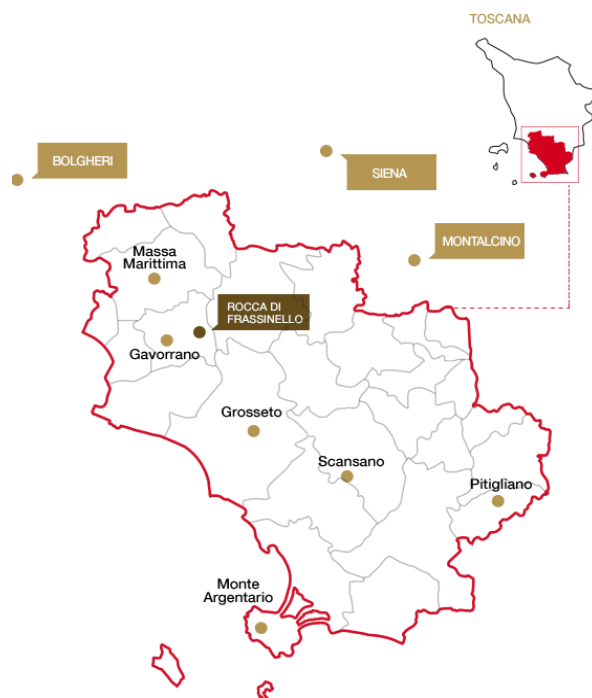 TOSCANA
BOLGHERI
SIENA
MONTALCINO
Massa
Marittima
ROCCA DI
FRASSINELLO
Gavorrano
Grosseto
Scansano
Pitigliano
Monte
Argentario